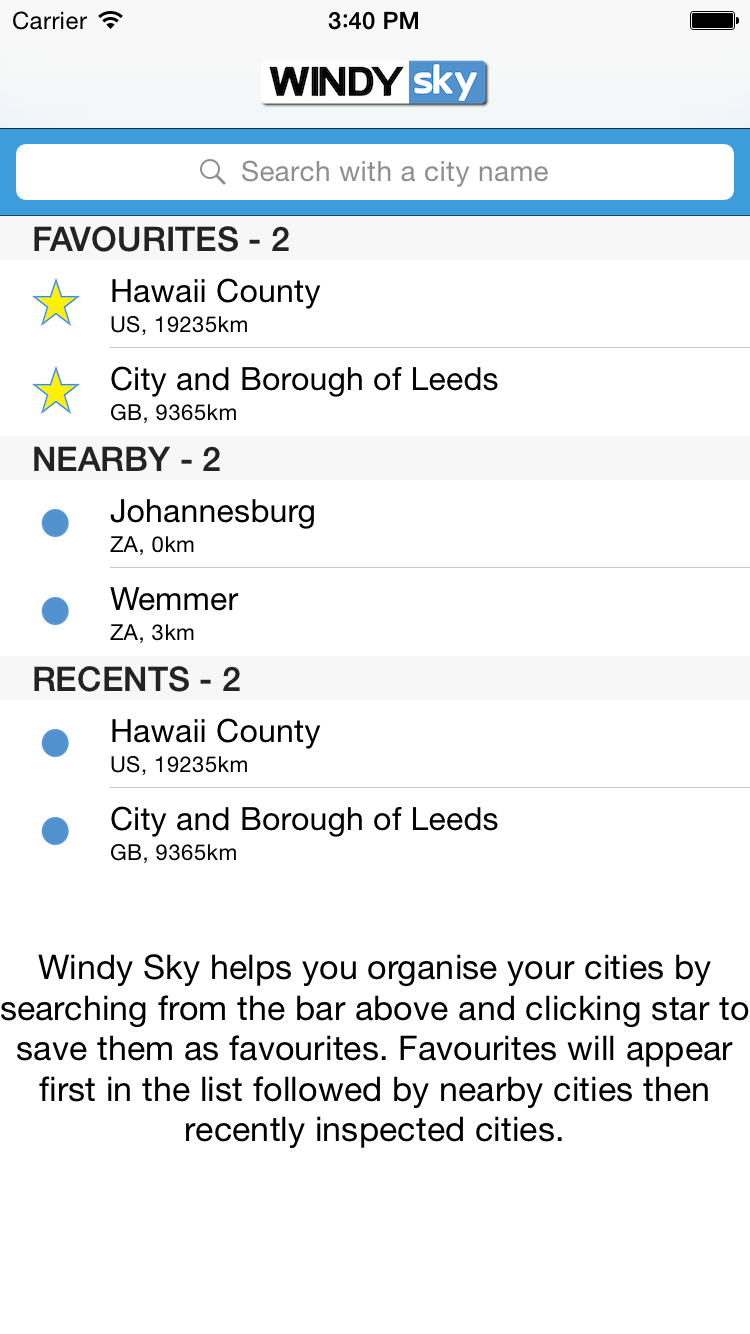 Carrier 3:40 PM
WINDY sky
Search with a city name
FAVOURITES - 2
Hawaii County
US, 19235km
City and Borough of Leeds
GB, 9365km
NEARBY - 2
Johannesburg
ZA, 0km
Wemmer
ZA, 3km
RECENTS - 2
Hawaii County
US, 19235km
City and Borough of Leeds
GB, 9365km
Windy Sky helps you organise your cities by
searching from the bar above and clicking star to
save them as favourites. Favourites will appear
first in the list followed by nearby cities then
recently inspected cities.